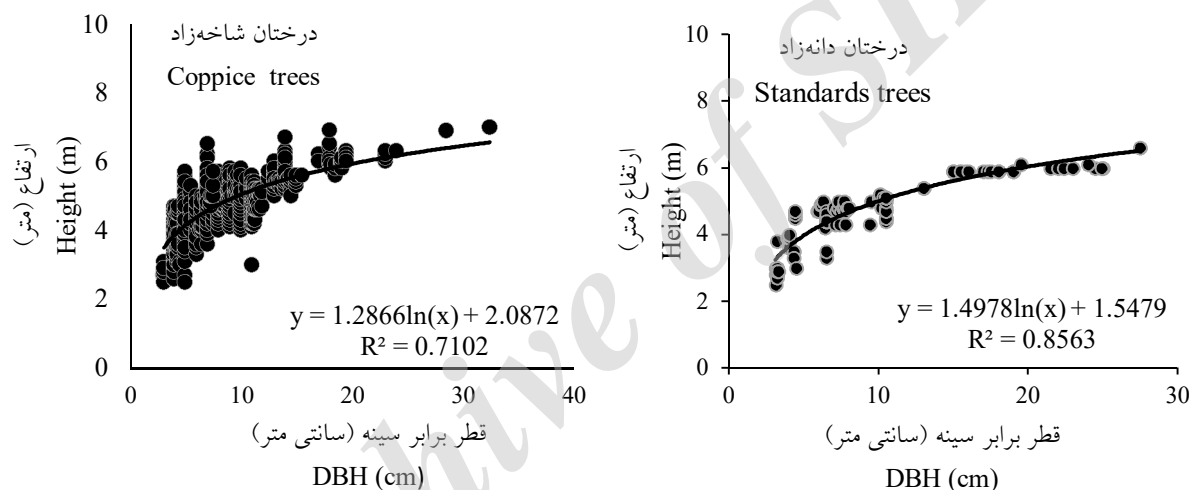 درختان شاخه‌زاد
Coppice trees
ارتفاع (متر)
Height (m)
10
8
6
4
2
0
y = 1.2866ln(x) + 2.0872
R² = 0.7102
0 10 20 30 40
قطر برابر سینه (سانتی متر)
DBH (cm)
درختان دانه‌زاد
Standards trees
ارتفاع (متر)
Height (m)
10
8
6
4
2
0
y = 1.4978ln(x) + 1.5479
R² = 0.8563
0 10 20 30
قطر برابر سینه (سانتی متر)
DBH (cm)
hive of SI